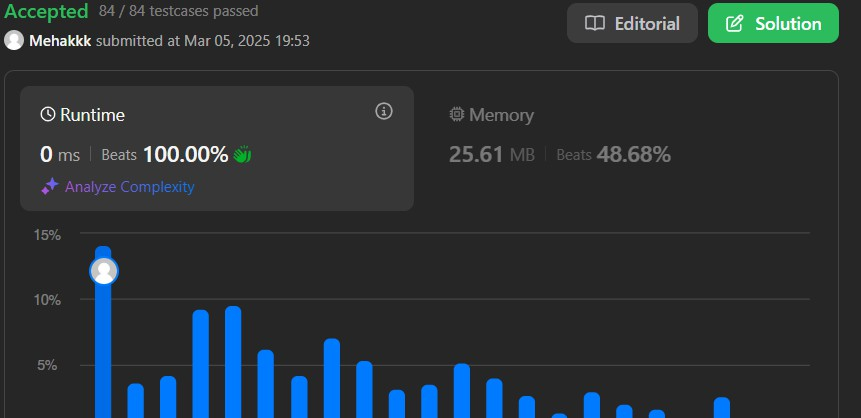 Accepted 84 / 84 testcases passed
Editorial
Solution
Mehakkk submitted at Mar 05, 2025 19:53
Runtime
0 ms Beats 100.00%
Analyze Complexity
Memory
25.61 MB Beats 48.68%
15%
10%
5%